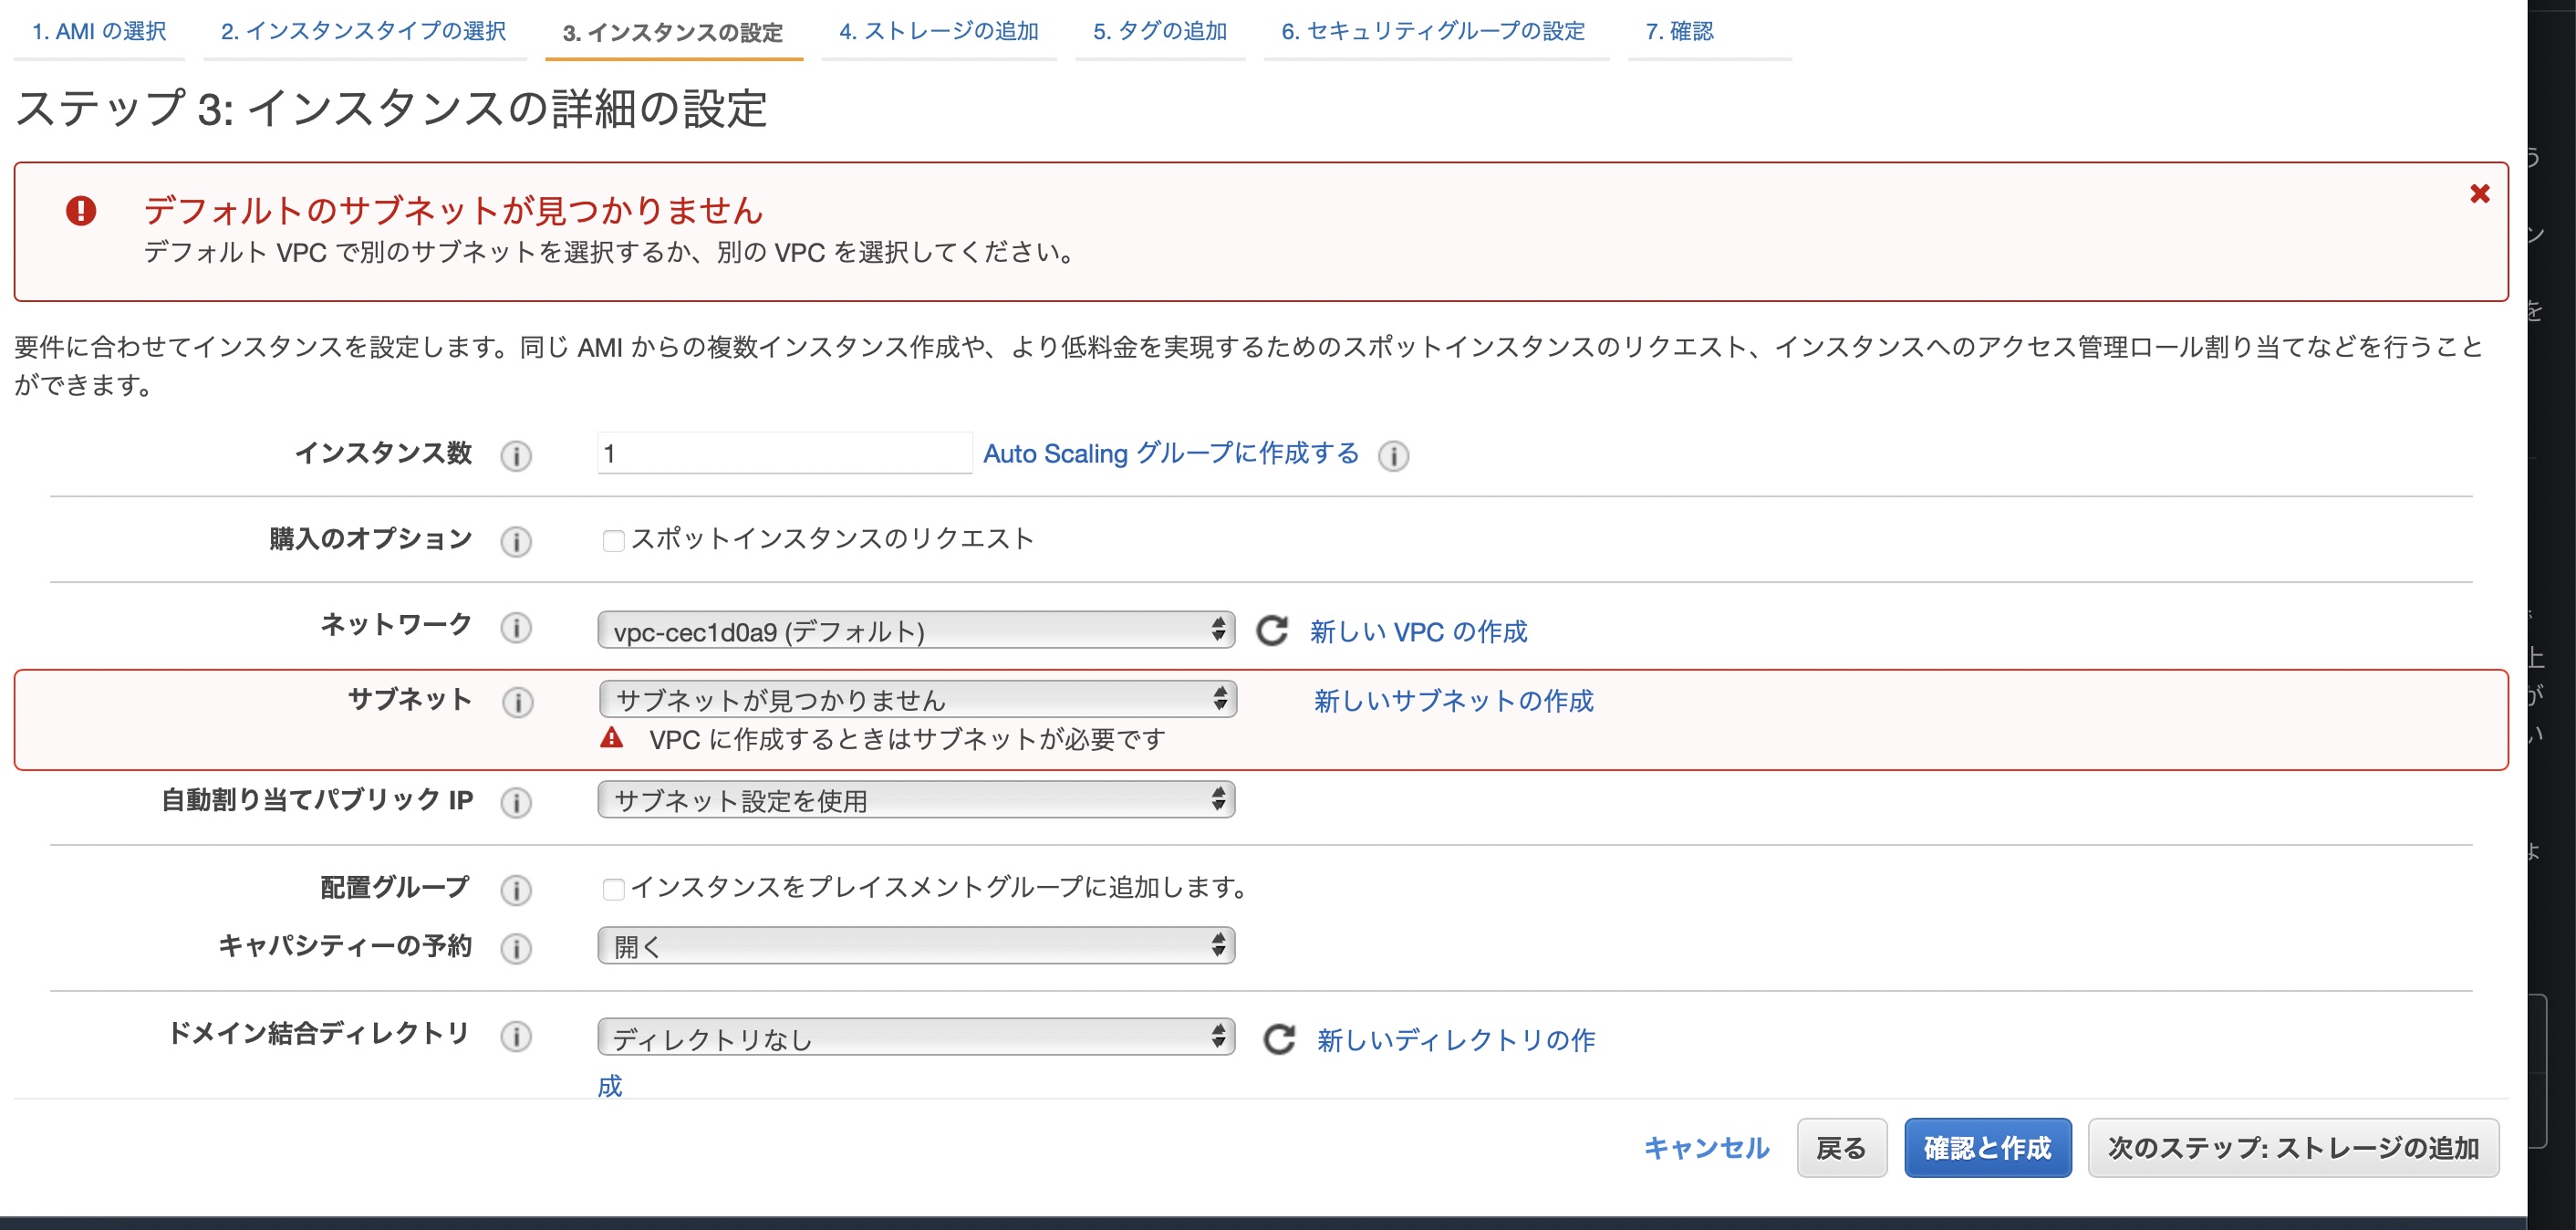 1. AMI の選択 2. インスタンスタイプの選択 3. インスタンスの設定 4. ストレージの追加 5. タグの追加 6. セキュリティグループの設定 7. 確認
ステップ 3: インスタンスの詳細の設定
デフォルトのサブネットが見つかりません
デフォルト VPC で別のサブネットを選択するか、別の VPC を選択してください。
要件に合わせてインスタンスを設定します。同じ AMI からの複数インスタンス作成や、より低料金を実現するためのスポットインスタンスのリクエスト、インスタンスへのアクセス管理ロール割り当てなどを行うこと
ができます。
インスタンス数 1 Auto Scaling グループに作成する
購入のオプション スポットインスタンスのリクエスト
ネットワーク vpc-cec1d0a9 (デフォルト) 新しい VPC の作成
サブネット サブネットが見つかりません 新しいサブネットの作成
VPC に作成するときはサブネットが必要です
自動割り当てパブリック IP サブネット設定を使用
配置グループ インスタンスをプレイスメントグループに追加します。
キャパシティーの予約 開く
ドメイン結合ディレクトリ ディレクトリなし 新しいディレクトリの作
成
キャンセル 戻る 確認と作成 次のステップ: ストレージの追加